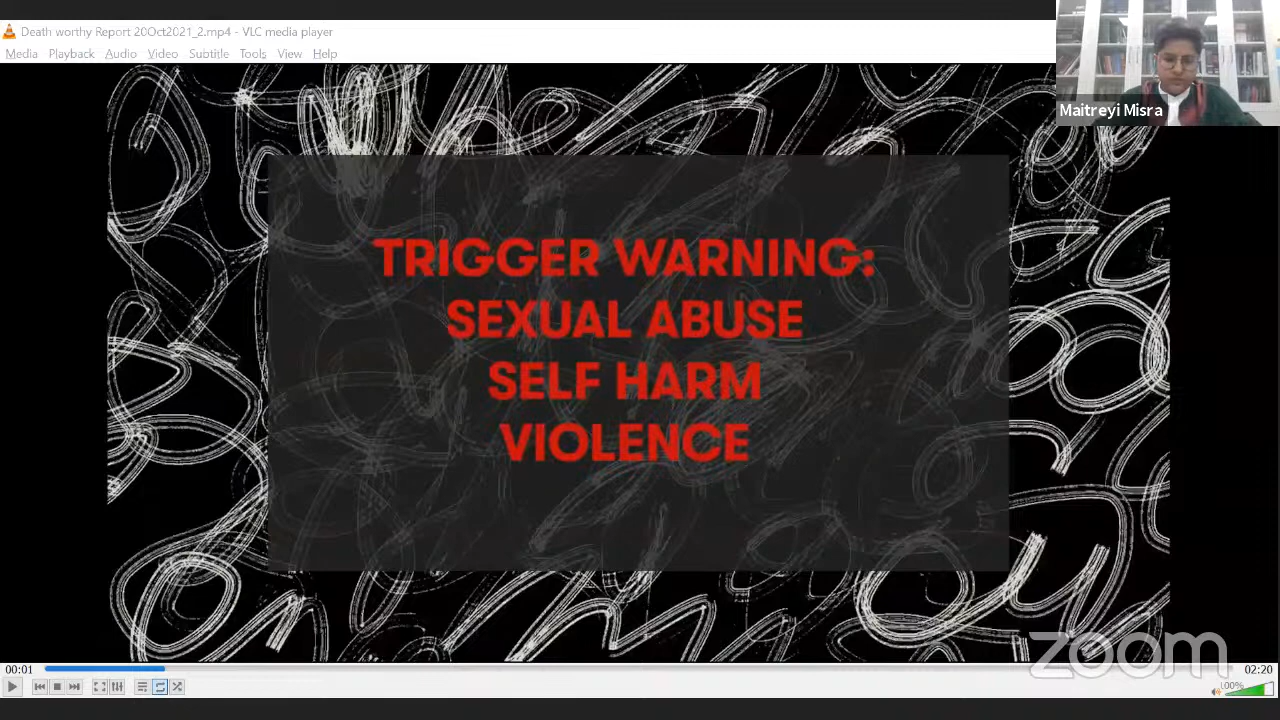 Death worthy Report 20Oct2021_2.mp4 - VLC media player
Media Playback Audio Video Subtitle Tools View Help
Maitreyi Misra
TRIGGER WARNING:
SEXUAL ABUSE
SELF HARM
VIOLENCE
zoom
00:01
02:20
100%